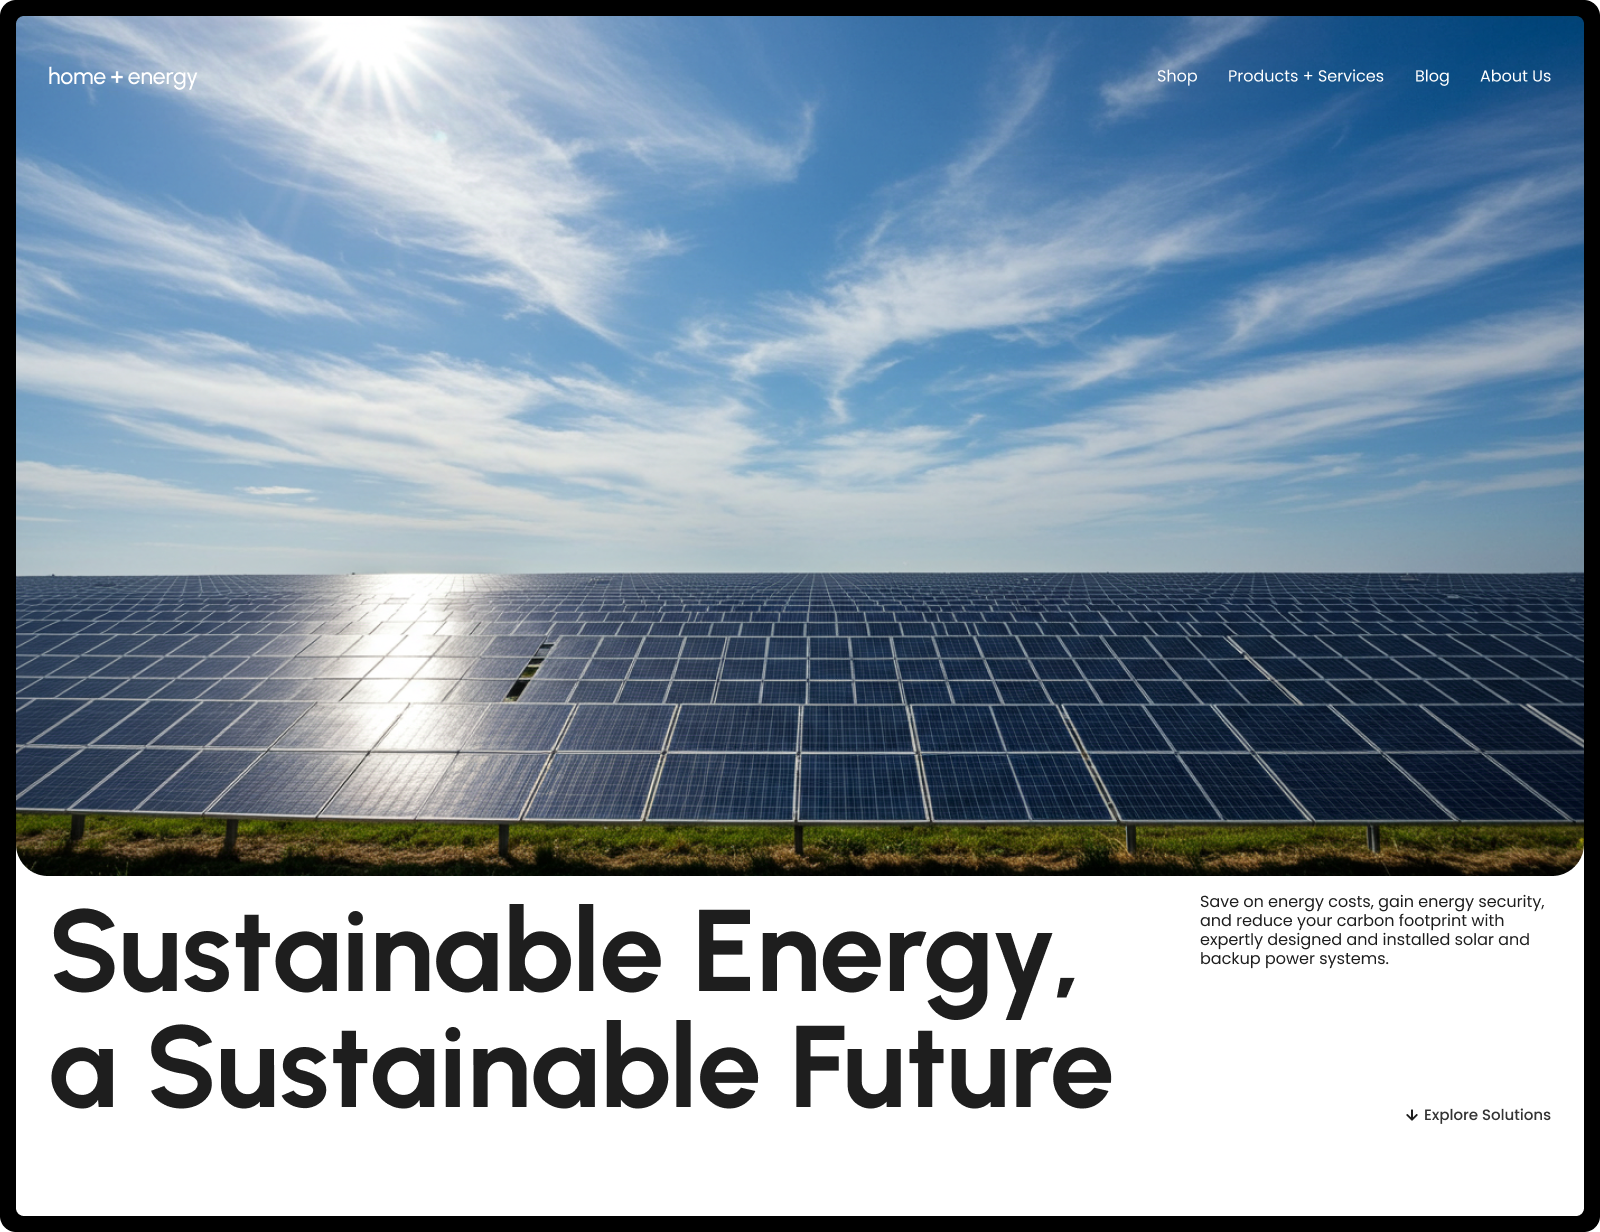 home + energy
Shop Products + Services Blog About Us
Sustainable Energy,
a Sustainable Future
Save on energy costs, gain energy security,
and reduce your carbon footprint with
expertly designed and installed solar and
backup power systems.
↓ Explore Solutions